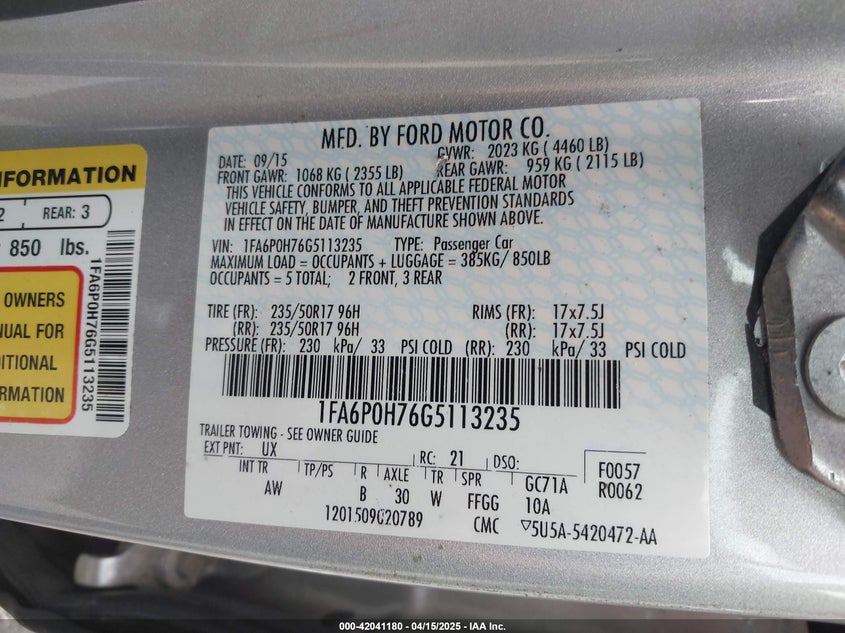 NFORMATION
2 REAR: 3
850 lbs.
OWNERS
NUAL FOR
DITIONAL
ORMATION
1FA6P0H76G5113235
MFD. BY FORD MOTOR CO.
DATE: 09/15 GVWR: 2023 KG ( 4460 LB)
FRONT GAWR: 1068 KG ( 2355 LB) REAR GAWR: 959 KG ( 2115 LB)
THIS VEHICLE CONFORMS TO ALL APPLICABLE FEDERAL MOTOR
VEHICLE SAFETY, BUMPER, AND THEFT PREVENTION STANDARDS
IN EFFECT ON THE DATE OF MANUFACTURE SHOWN ABOVE.
VIN: 1FA6P0H76G5113235 TYPE: Passenger Car
MAXIMUM LOAD = OCCUPANTS + LUGGAGE = 385KG/ 850LB
OCCUPANTS = 5 TOTAL; 2 FRONT, 3 REAR
TIRE (FR): 235/50R17 96H RIMS (FR): 17x7.5J
(RR): 235/50R17 96H (RR): 17x7.5J
PRESSURE (FR): 230 kPa/ 33 PSI COLD (RR): 230 kPa/ 33 PSI COLD
1FA6P0H76G5113235
TRAILER TOWING - SEE OWNER GUIDE
EXT PNT: UX RC: 21 DSO: F0057
INT TR TP/PS R AXLE TR SPR GC71A R0062
AW B 30 W FFGG 10A
1201509020789 CMC ▽5U5A-5420472-AA
000-42041180 - 04/15/2025 - IAA Inc.